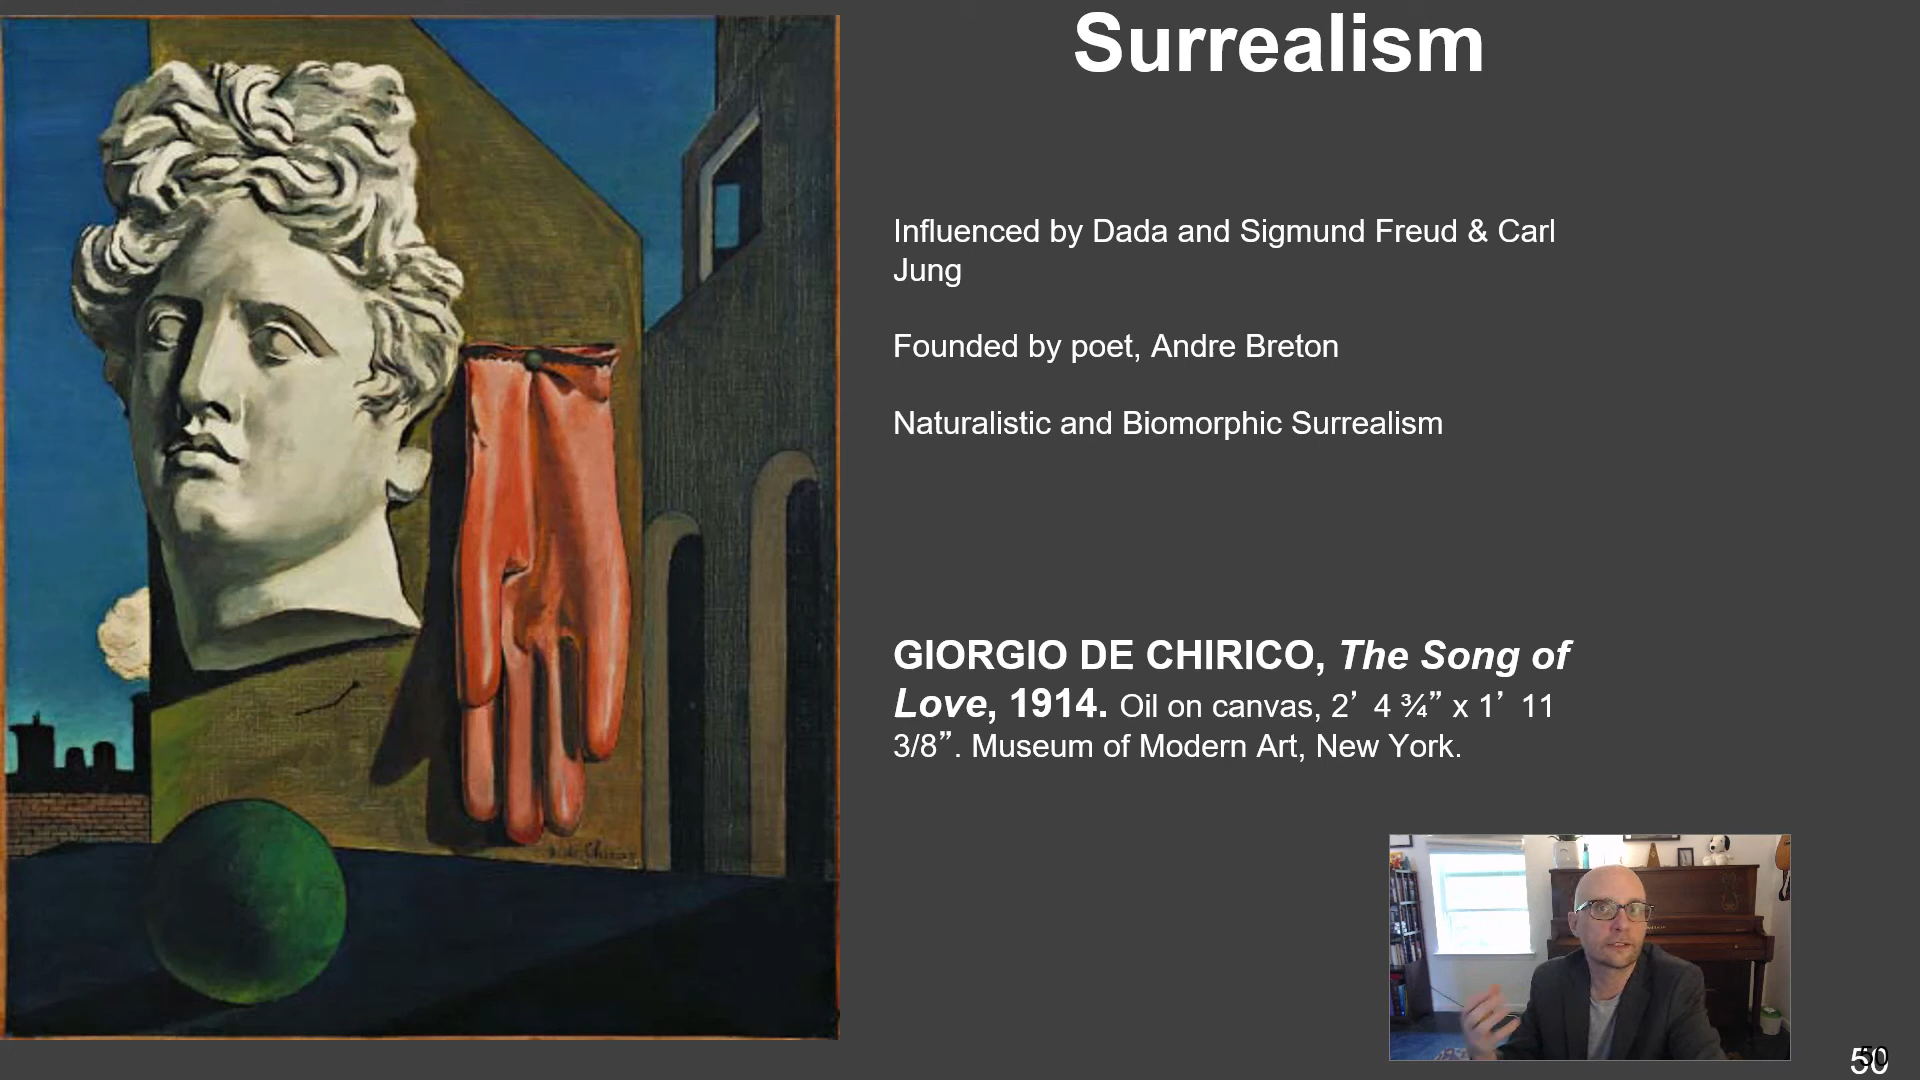 Surrealism
Influenced by Dada and Sigmund Freud & Carl
Jung
Founded by poet, Andre Breton
Naturalistic and Biomorphic Surrealism
GIORGIO DE CHIRICO, The Song of
Love, 1914. Oil on canvas, 2’ 4 ¾” x 1’ 11
3/8”. Museum of Modern Art, New York.
50